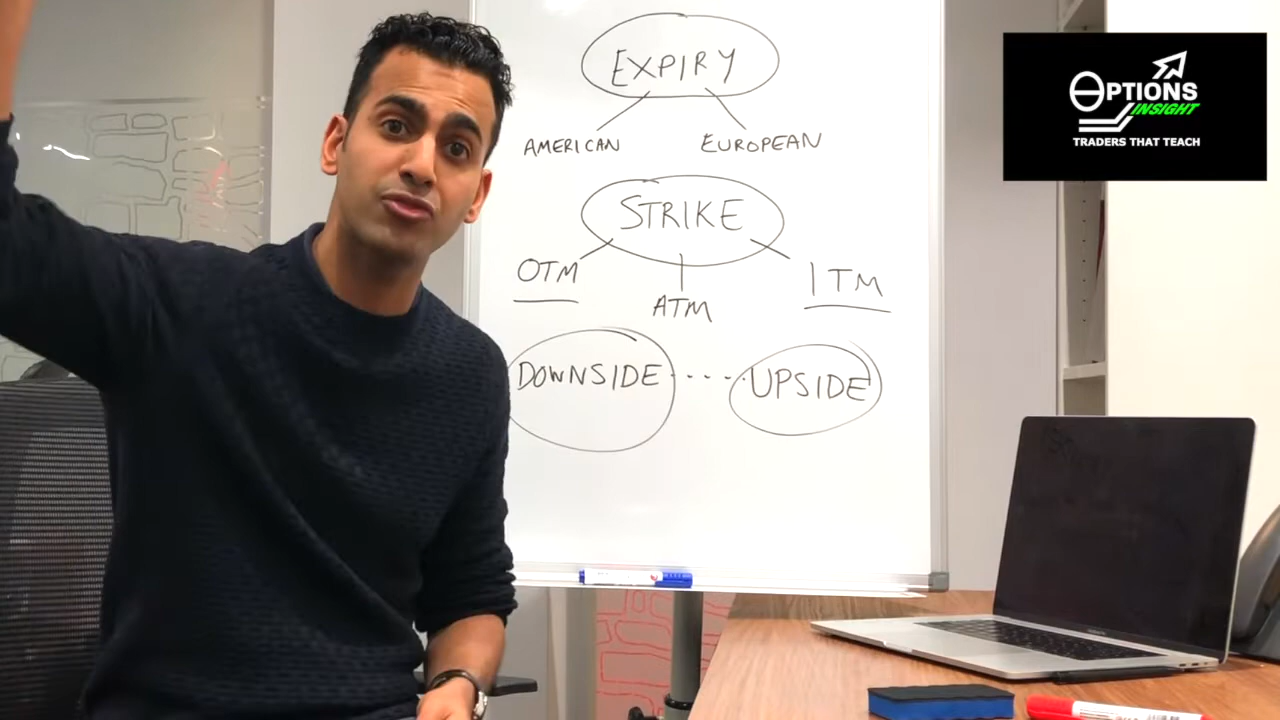 EXPIRY
AMERICAN EUROPEAN
STRIKE
OTM ATM ITM
DOWNSIDE .... UPSIDE
OPTIONS
INSIGHT
TRADERS THAT TEACH